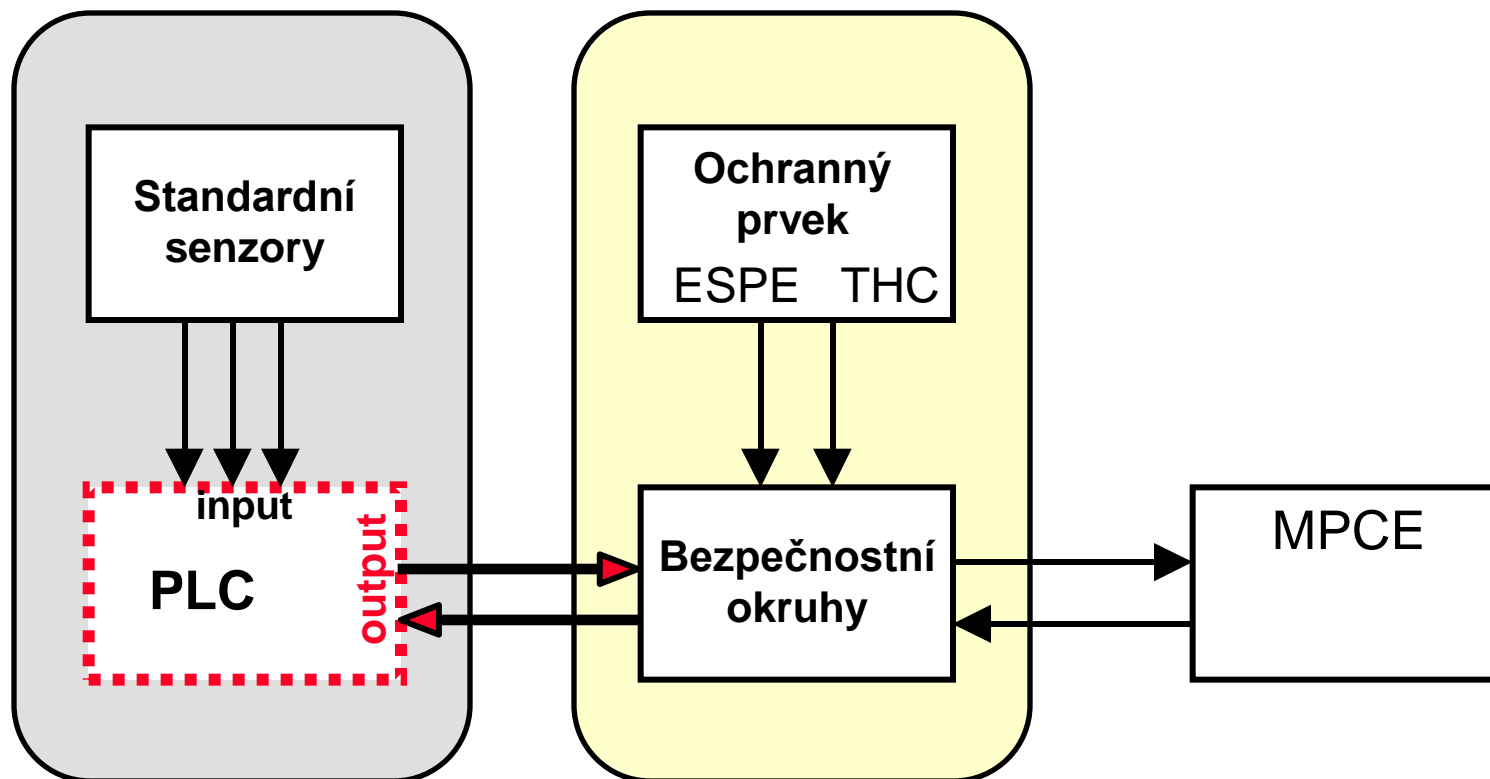 Standardní
senzory
input
output
PLC
Ochranný
prvek
ESPE THC
Bezpečnostní
okruhy
MPCE